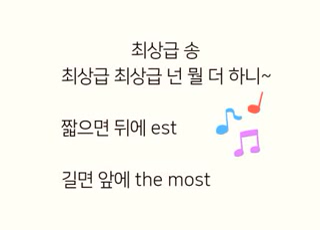 최상급 송
최상급 최상급 넌 뭘 더 하니~
짧으면 뒤에 est
길면 앞에 the most